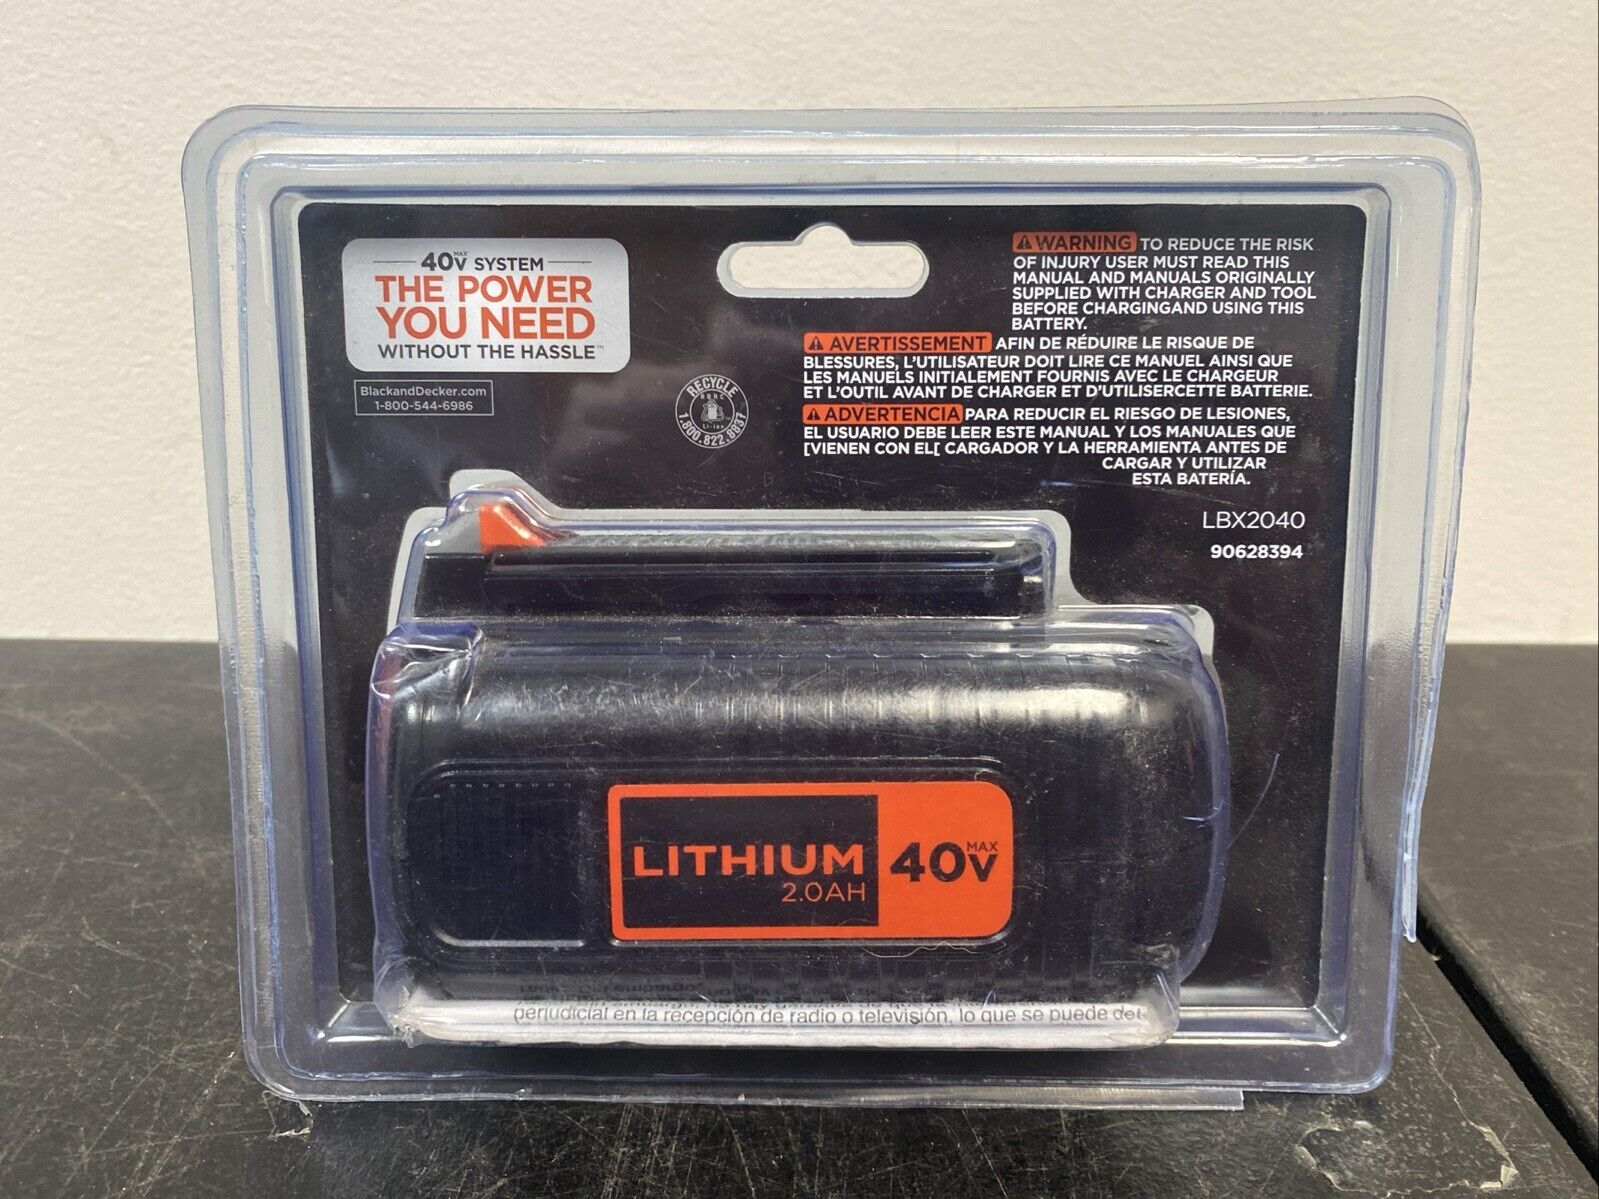 40V MAX SYSTEM
THE POWER
YOU NEED
WITHOUT THE HASSLE™
BlackandDecker.com
1-800-544-6986
RECYCLE
RBRC
Li-ion
1.800.822.8837
WARNING TO REDUCE THE RISK
OF INJURY USER MUST READ THIS
MANUAL AND MANUALS ORIGINALLY
SUPPLIED WITH CHARGER AND TOOL
BEFORE CHARGINGAND USING THIS
BATTERY.
AVERTISSEMENT AFIN DE RÉDUIRE LE RISQUE DE
BLESSURES, L'UTILISATEUR DOIT LIRE CE MANUEL AINSI QUE
LES MANUELS INITIALEMENT FOURNIS AVEC LE CHARGEUR
ET L'OUTIL AVANT DE CHARGER ET D'UTILISERCETTE BATTERIE.
ADVERTENCIA PARA REDUCIR EL RIESGO DE LESIONES,
EL USUARIO DEBE LEER ESTE MANUAL Y LOS MANUALES QUE
[VIENEN CON EL[ CARGADOR Y LA HERRAMIENTA ANTES DE
CARGAR Y UTILIZAR
ESTA BATERÍA.
LBX2040
90628394
LITHIUM
2.0AH
40V MAX
perjudicial en la recepción de radio o televisión, lo que se puede det